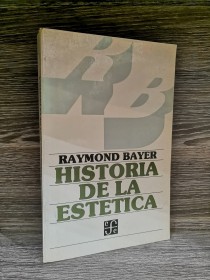 RAYMOND BAYER
HISTORIA
DE LA
ESTETICA